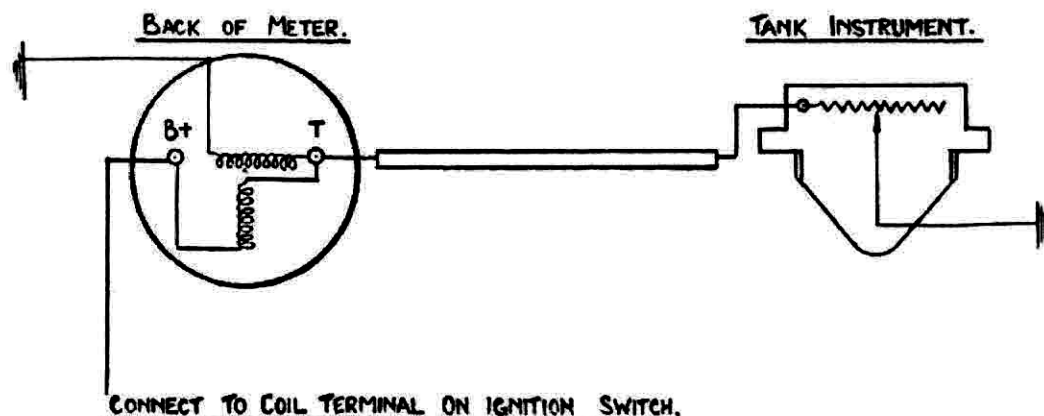 BACK OF METER.
TANK INSTRUMENT.
B+
T
CONNECT TO COIL TERMINAL ON IGNITION SWITCH.